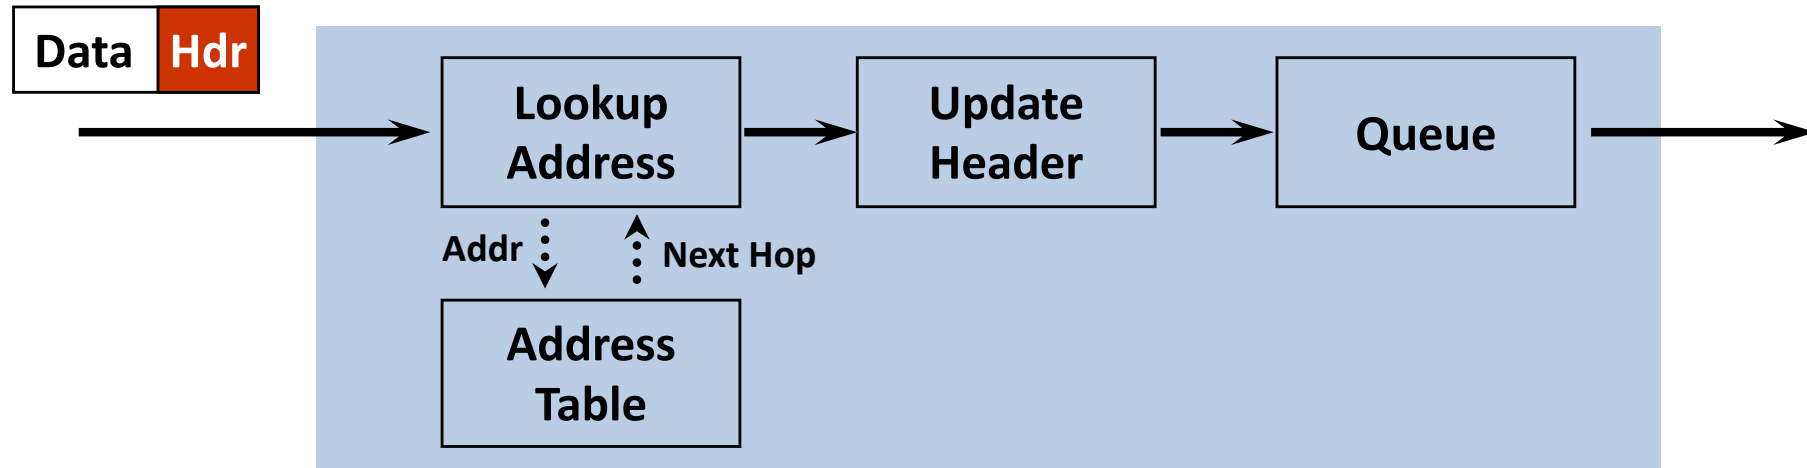 Data Hdr
Lookup
Address
Update
Header
Queue
Addr
Next Hop
Address
Table